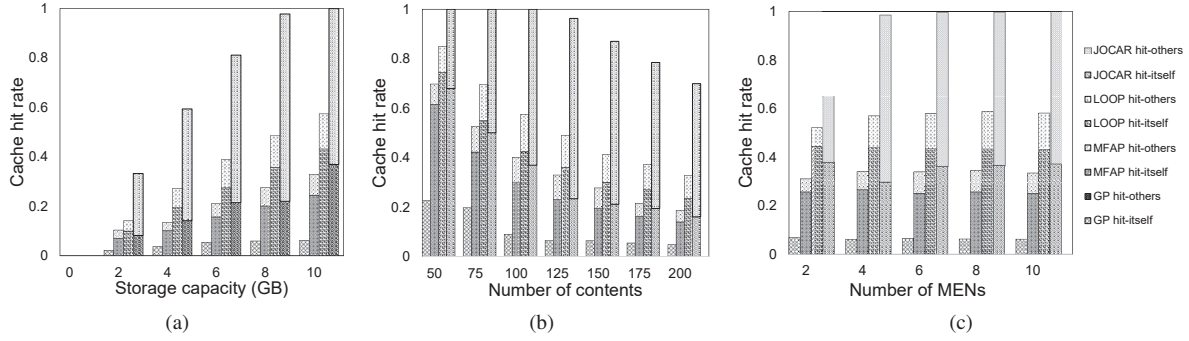 1
0.8
0.6
0.4
0.2
0
Cache hit rate
0 2 4 6 8 10
Storage capacity (GB)
(a)
1
0.8
0.6
0.4
0.2
0
Cache hit rate
50 75 100 125 150 175 200
Number of contents
(b)
1
0.8
0.6
0.4
0.2
0
Cache hit rate
2 4 6 8 10
Number of MENs
(c)
JOCAR hit-others
JOCAR hit-itself
LOOP hit-others
LOOP hit-itself
MFAP hit-others
MFAP hit-itself
GP hit-others
GP hit-itself